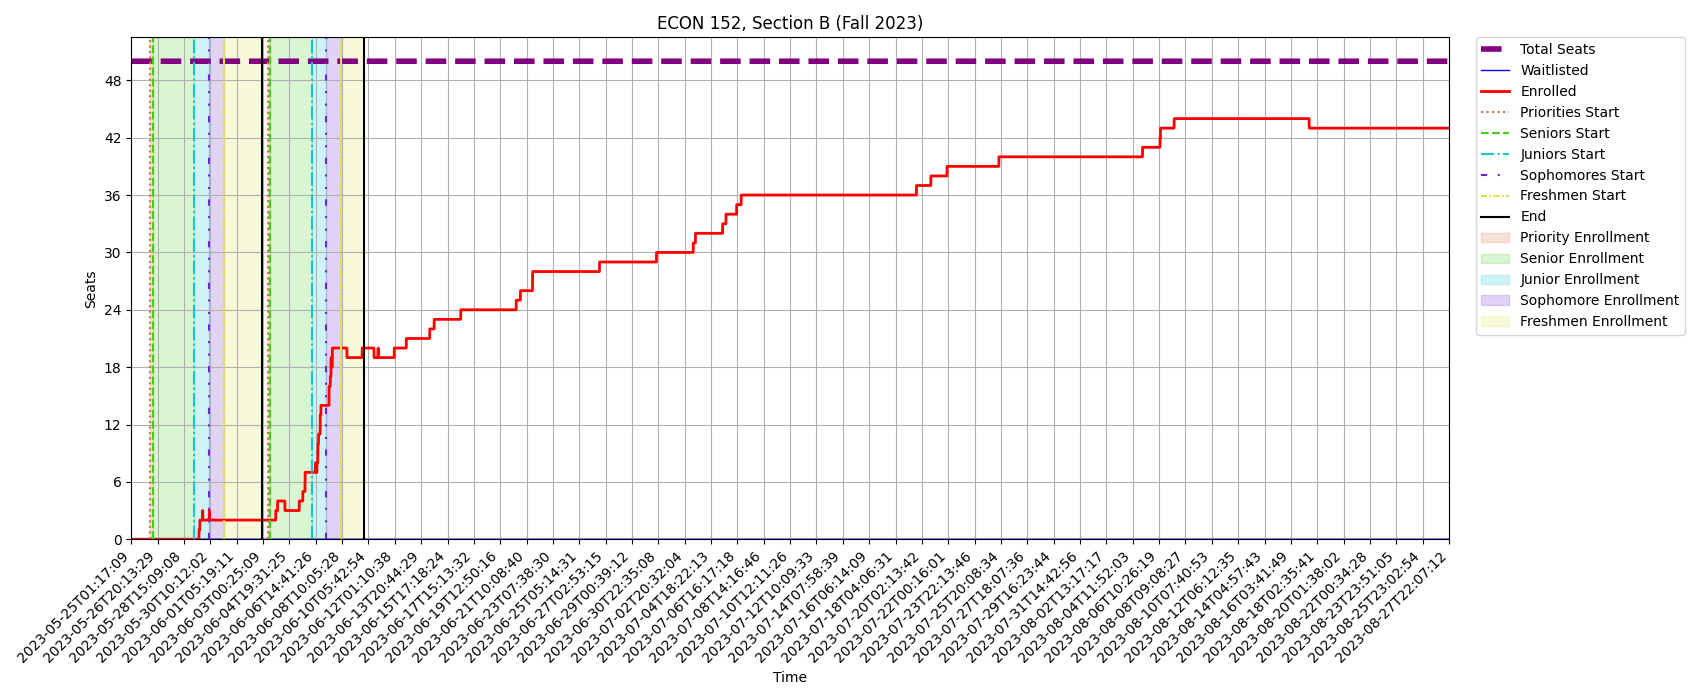 ECON 152, Section B (Fall 2023)
Seats
48
42
36
30
24
18
12
6
0
2023-05-25T01:17:09
2023-05-26T20:13:29
2023-05-28T15:09:08
2023-05-30T10:12:02
2023-06-01T05:19:11
2023-06-03T00:25:09
2023-06-04T19:31:25
2023-06-06T14:41:26
2023-06-08T10:05:28
2023-06-10T05:42:54
2023-06-12T01:10:38
2023-06-13T20:44:29
2023-06-15T17:18:24
2023-06-17T15:13:32
2023-06-19T12:50:16
2023-06-21T10:08:40
2023-06-23T07:38:30
2023-06-25T05:14:31
2023-06-27T02:53:15
2023-06-29T00:39:12
2023-06-30T22:35:08
2023-07-02T20:32:04
2023-07-04T18:22:13
2023-07-06T16:17:18
2023-07-08T14:16:46
2023-07-10T12:11:26
2023-07-12T10:09:33
2023-07-14T07:58:39
2023-07-16T06:14:09
2023-07-18T04:06:31
2023-07-20T02:13:42
2023-07-22T00:16:01
2023-07-23T22:13:46
2023-07-25T20:08:34
2023-07-27T18:07:36
2023-07-29T16:23:44
2023-07-31T14:42:56
2023-08-02T13:17:17
2023-08-04T11:52:03
2023-08-06T10:26:19
2023-08-08T09:08:27
2023-08-10T07:40:53
2023-08-12T06:12:35
2023-08-14T04:57:43
2023-08-16T03:41:49
2023-08-18T02:35:41
2023-08-20T01:38:02
2023-08-22T00:34:28
2023-08-23T23:51:05
2023-08-25T23:02:54
2023-08-27T22:07:12
Time
Total Seats
Waitlisted
Enrolled
Priorities Start
Seniors Start
Juniors Start
Sophomores Start
Freshmen Start
End
Priority Enrollment
Senior Enrollment
Junior Enrollment
Sophomore Enrollment
Freshmen Enrollment